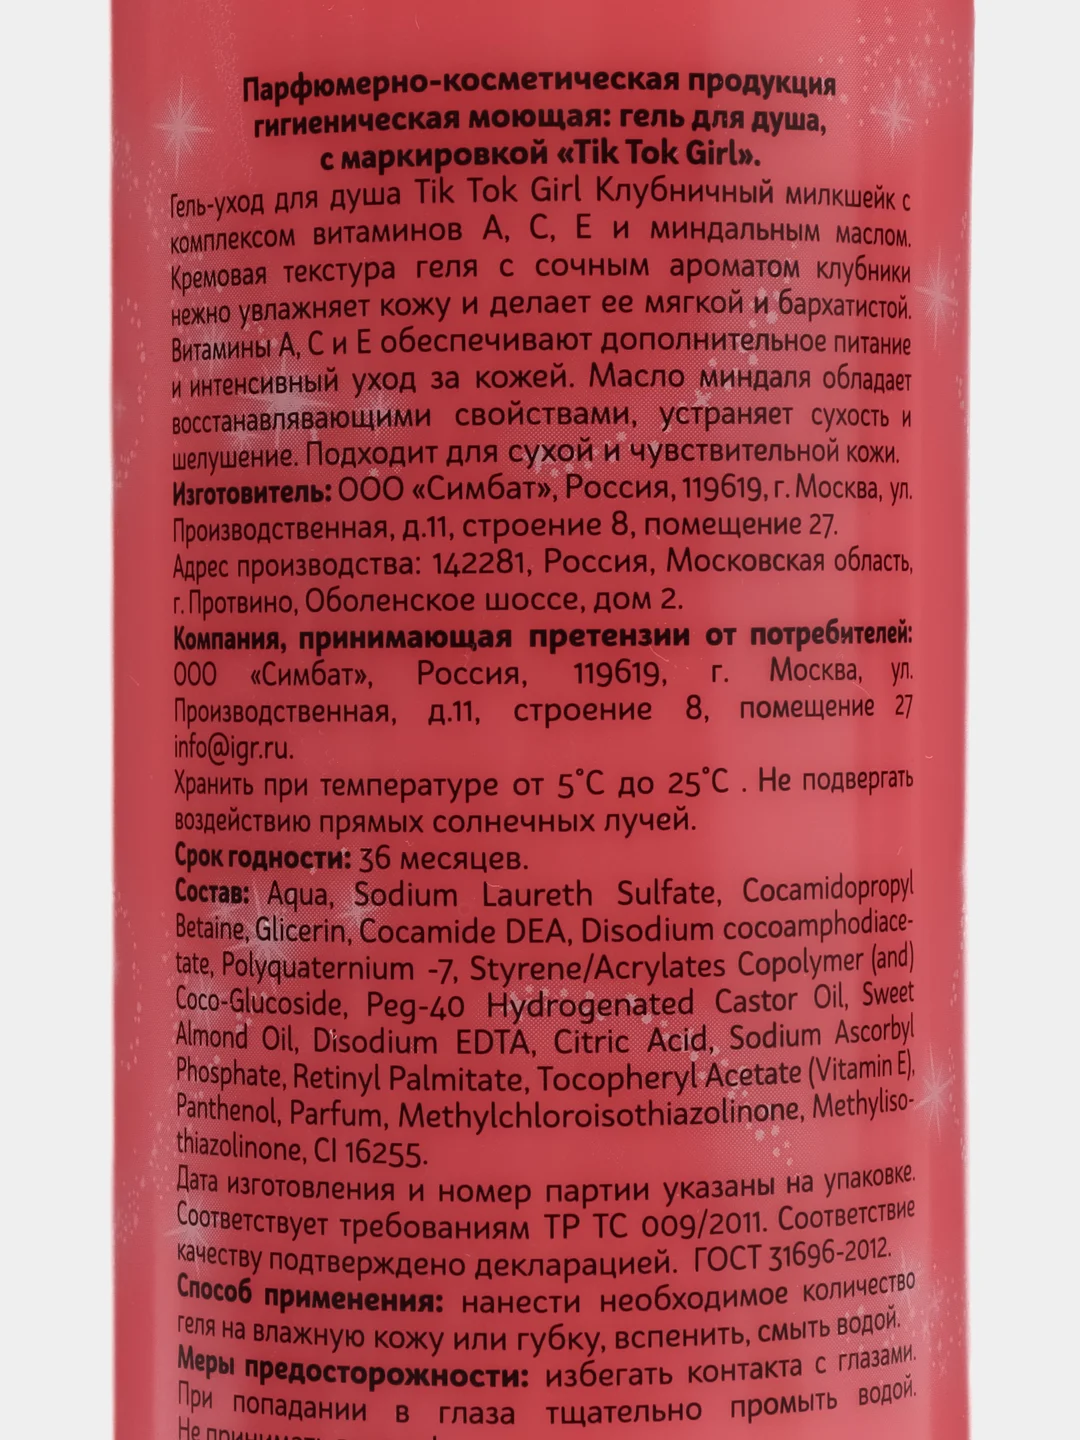 Парфюмерно-косметическая продукция
гигиеническая моющая: гель для душа,
с маркировкой «Tik Tok Girl».
Гель-уход для душа Tik Tok Girl Клубничный милкшейк с
комплексом витаминов А, С, Е и миндальным маслом.
Кремовая текстура геля с сочным ароматом клубники
нежно увлажняет кожу и делает ее мягкой и бархатистой.
Витамины А, С и Е обеспечивают дополнительное питание
и интенсивный уход за кожей. Масло миндаля обладает
восстанавлявающими свойствами, устраняет сухость и
шелушение. Подходит для сухой и чувствительной кожи.
Изготовитель: ООО «Симбат», Россия, 119619, г. Москва, ул.
Производственная, д.11, строение 8, помещение 27.
Адрес производства: 142281, Россия, Московская область,
г. Протвино, Оболенское шоссе, дом 2.
Компания, принимающая претензии от потребителей:
ООО «Симбат», Россия, 119619, г. Москва, ул.
Производственная, д.11, строение 8, помещение 27
info@igr.ru.
Хранить при температуре от 5°С до 25°С . Не подвергать
воздействию прямых солнечных лучей.
Срок годности: 36 месяцев.
Состав: Aqua, Sodium Laureth Sulfate, Cocamidopropyl
Betaine, Glicerin, Cocamide DEA, Disodium cocoamphodiace-
tate, Polyquaternium -7, Styrene/Acrylates Copolymer (and)
Coco-Glucoside, Peg-40 Hydrogenated Castor Oil, Sweet
Almond Oil, Disodium EDTA, Citric Acid, Sodium Ascorbyl
Phosphate, Retinyl Palmitate, Tocopheryl Acetate (Vitamin E),
Panthenol, Parfum, Methylchloroisothiazolinone, Methyliso-
thiazolinone, CI 16255.
Дата изготовления и номер партии указаны на упаковке.
Соответствует требованиям ТР ТС 009/2011. Соответствие
качеству подтверждено декларацией. ГОСТ 31696-2012.
Способ применения: нанести необходимое количество
геля на влажную кожу или губку, вспенить, смыть водой.
Меры предосторожности: избегать контакта с глазами.
При попадании в глаза тщательно промыть водой.
Не